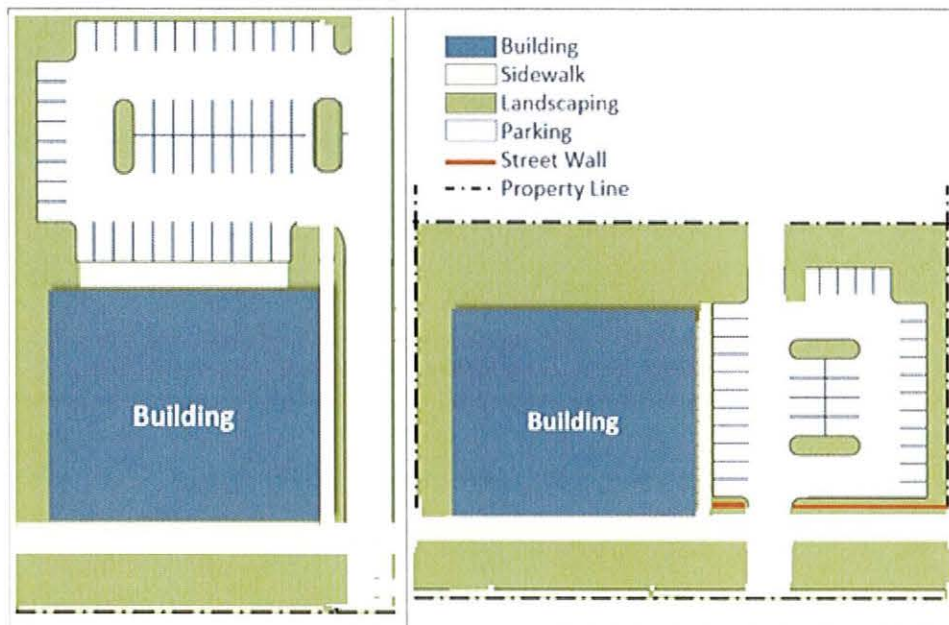 Building
Sidewalk
Landscaping
Parking
Street Wall
Property Line
Building
Building